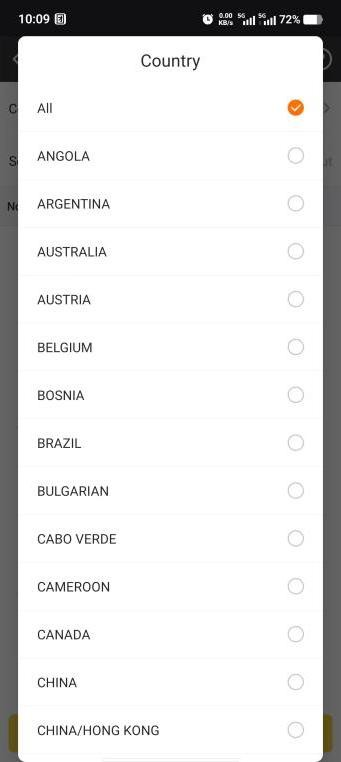 10:09
0.00
KB/s
5G
5G
72%
Country
All
ANGOLA
ARGENTINA
AUSTRALIA
AUSTRIA
BELGIUM
BOSNIA
BRAZIL
BULGARIAN
CABO VERDE
CAMEROON
CANADA
CHINA
CHINA/HONG KONG